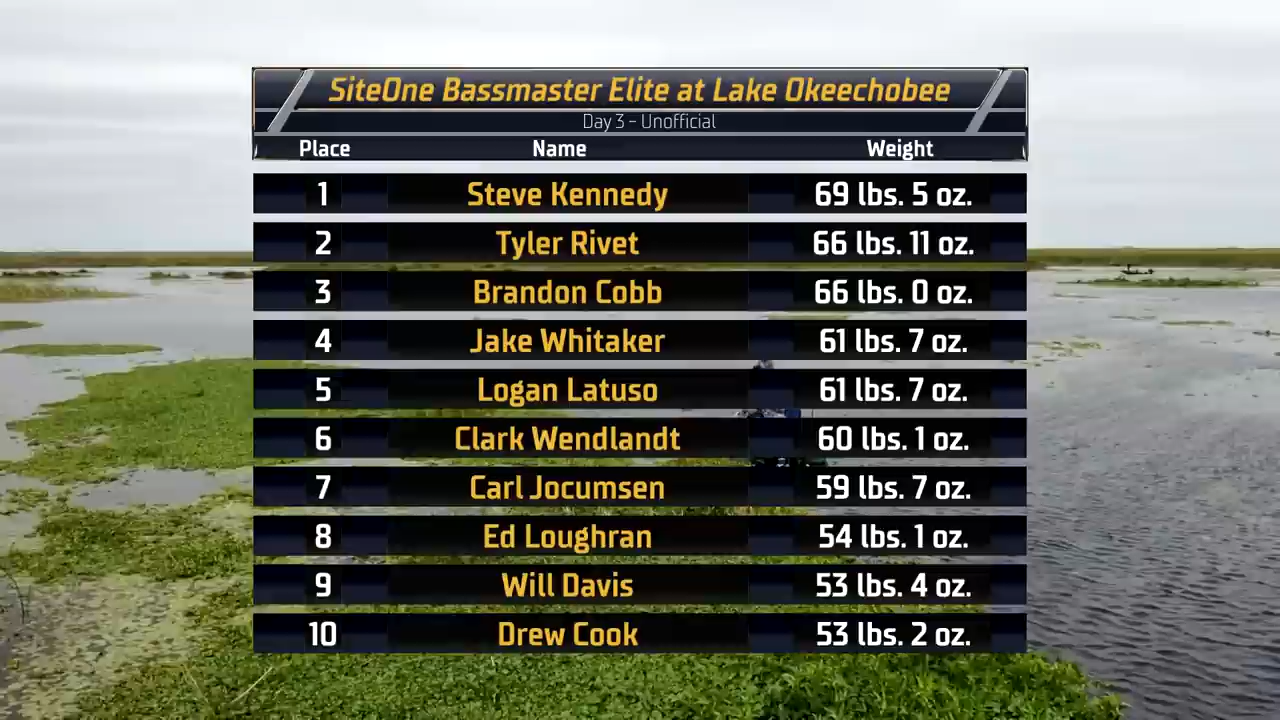 SiteOne Bassmaster Elite at Lake Okeechobee
Day 3 - Unofficial
Place Name Weight
1 Steve Kennedy 69 lbs. 5 oz.
2 Tyler Rivet 66 lbs. 11 oz.
3 Brandon Cobb 66 lbs. 0 oz.
4 Jake Whitaker 61 lbs. 7 oz.
5 Logan Latuso 61 lbs. 7 oz.
6 Clark Wendlandt 60 lbs. 1 oz.
7 Carl Jocumsen 59 lbs. 7 oz.
8 Ed Loughran 54 lbs. 1 oz.
9 Will Davis 53 lbs. 4 oz.
10 Drew Cook 53 lbs. 2 oz.